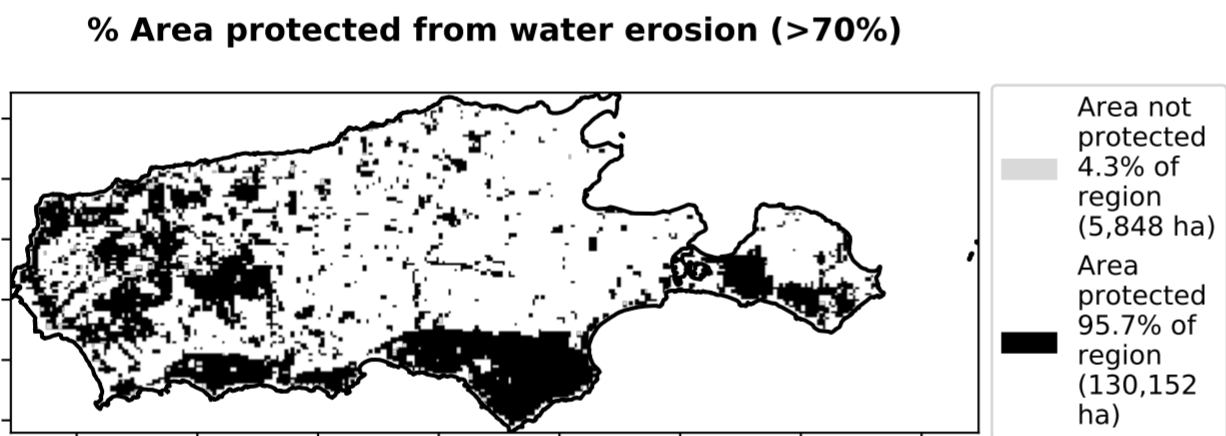 % Area protected from water erosion (>70%)
Area not
protected
4.3% of
region
(5,848 ha)
Area
protected
95.7% of
region
(130,152
ha)